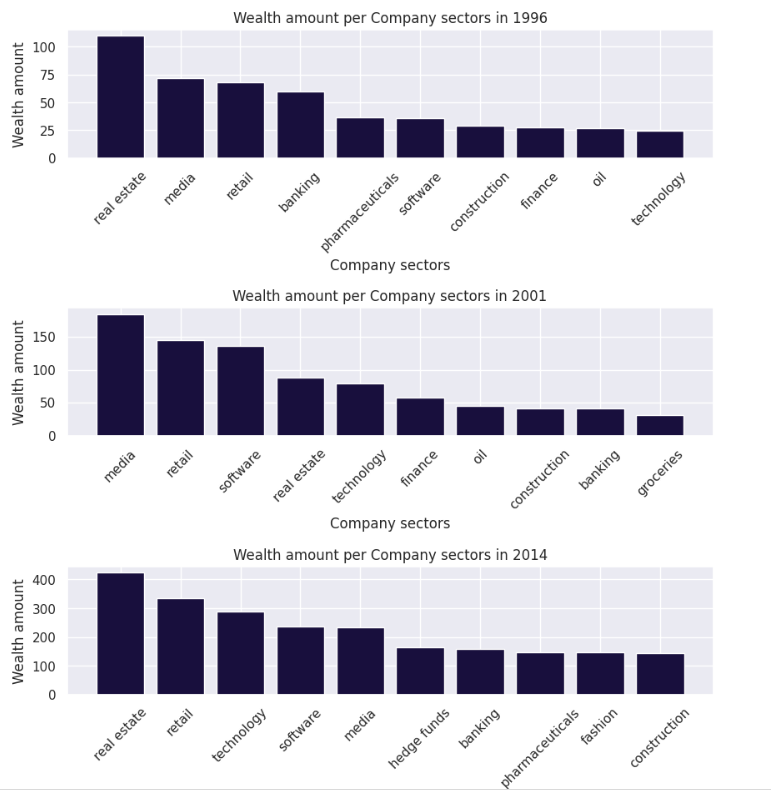 Wealth amount per Company sectors in 1996
Wealth amount
100
75
50
25
0
real estate
media
retail
banking
pharmaceuticals
software
construction
finance
oil
technology
Company sectors
Wealth amount per Company sectors in 2001
Wealth amount
150
100
50
0
media
retail
software
real estate
technology
finance
oil
construction
banking
groceries
Company sectors
Wealth amount per Company sectors in 2014
Wealth amount
400
300
200
100
0
real estate
retail
technology
software
media
hedge funds
banking
pharmaceuticals
fashion
construction